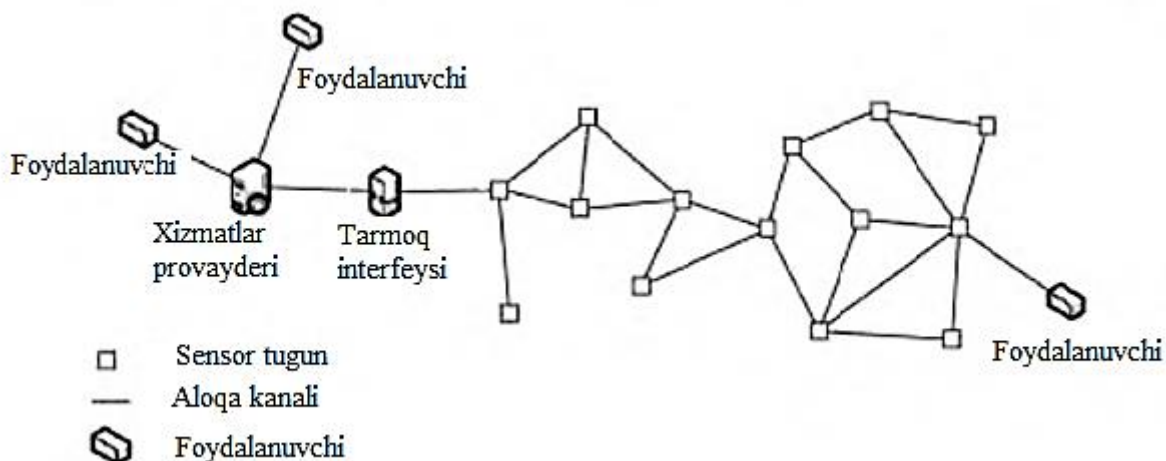 Foydalanuvchi
Foydalanuvchi
Xizmatlar
provayderi
Tarmoq
interfeysi
Foydalanuvchi
Sensor tugun
Aloqa kanali
Foydalanuvchi